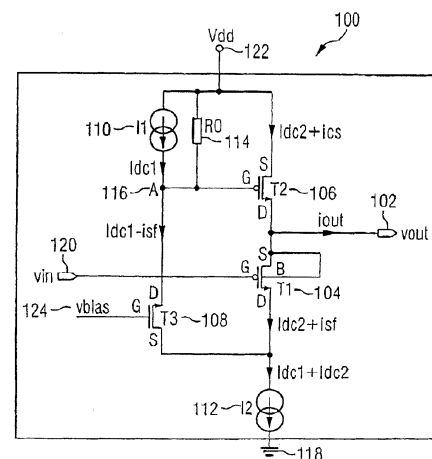 100
Vdd
122
110 I1
R0
114
Idc2+ics
Idc1
S
116 A
G T2 106
102
D
iout
vout
Idc1-isf
120
S
vin
G B
T1 104
D
D
124 vbias
G T3 108
Idc2+isf
S
Idc1+Idc2
112 I2
118